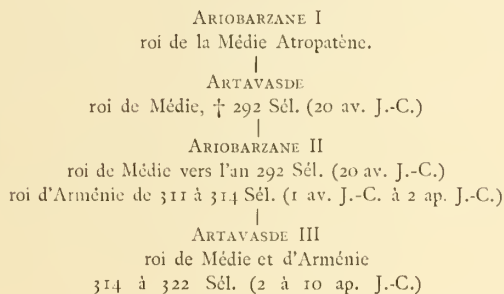 ARIOBARZANE I
roi de la Médie Atropatène.
ARTAVASDE
roi de Médie, † 292 Sél. (20 av. J.-C.)
ARIOBARZANE II
roi de Médie vers l'an 292 Sél. (20 av. J.-C.)
roi d'Arménie de 311 à 314 Sél. (1 av. J.-C. à 2 ap. J.-C.)
ARTAVASDE III
roi de Médie et d'Arménie
314 à 322 Sél. (2 à 10 ap. J.-C.)